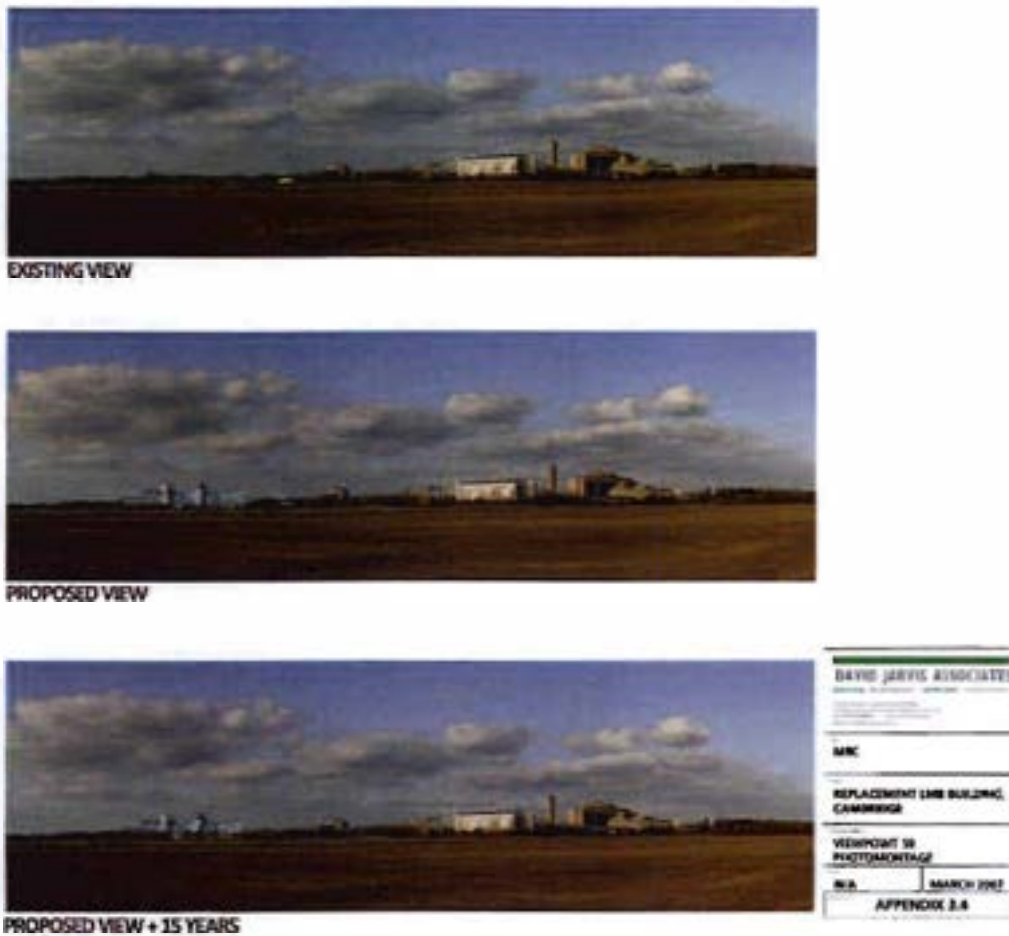 EXISTING VIEW
PROPOSED VIEW
PROPOSED VIEW + 15 YEARS
DAVID JARVIS ASSOCIATES
MRC
REPLACEMENT LMB BUILDING,
CAMBRIDGE
VIEWPOINT
PHOTOMONTAGE
N/A
MARCH 2007
APPENDIX 3.4